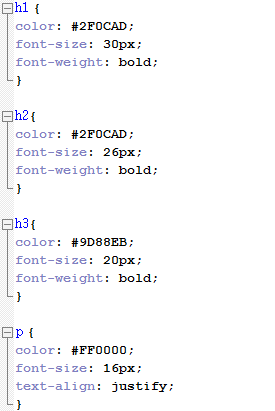 h1 {
color: #2F0CAD;
font-size: 30px;
font-weight: bold;
}
h2{
color: #2F0CAD;
font-size: 26px;
font-weight: bold;
}
h3{
color: #9D88EB;
font-size: 20px;
font-weight: bold;
}
p {
color: #FF0000;
font-size: 16px;
text-align: justify;
}